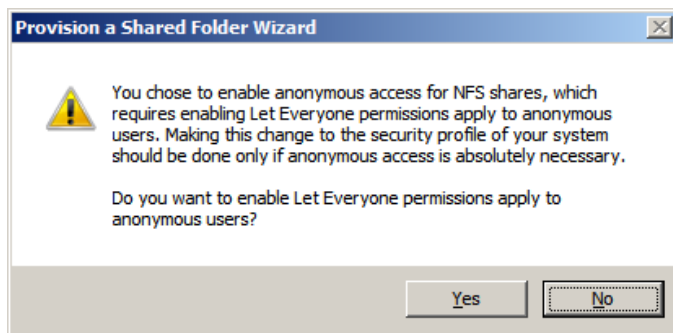 Provision a Shared Folder Wizard
You chose to enable anonymous access for NFS shares, which
requires enabling Let Everyone permissions apply to anonymous
users. Making this change to the security profile of your system
should be done only if anonymous access is absolutely necessary.
Do you want to enable Let Everyone permissions apply to
anonymous users?
Yes
No